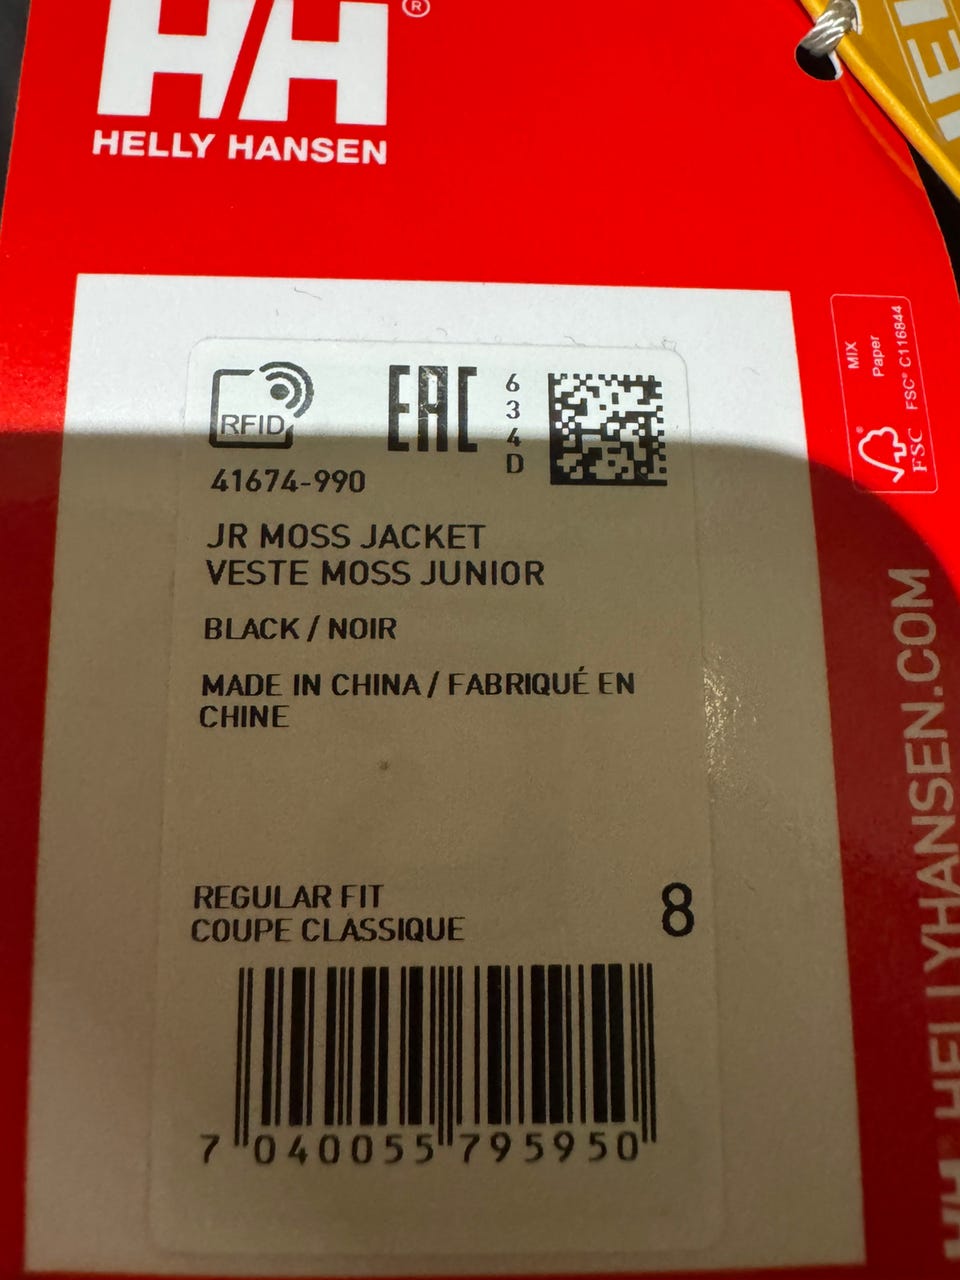 HH®
HELLY HANSEN
HEL
MIX
Paper
FSC® C116844
FSC
RFID
EAC
6
3
4
D
41674-990
JR MOSS JACKET
VESTE MOSS JUNIOR
BLACK / NOIR
MADE IN CHINA / FABRIQUÉ EN
CHINE
REGULAR FIT
COUPE CLASSIQUE
8
7 040055 795950
HELLYHANSEN.COM